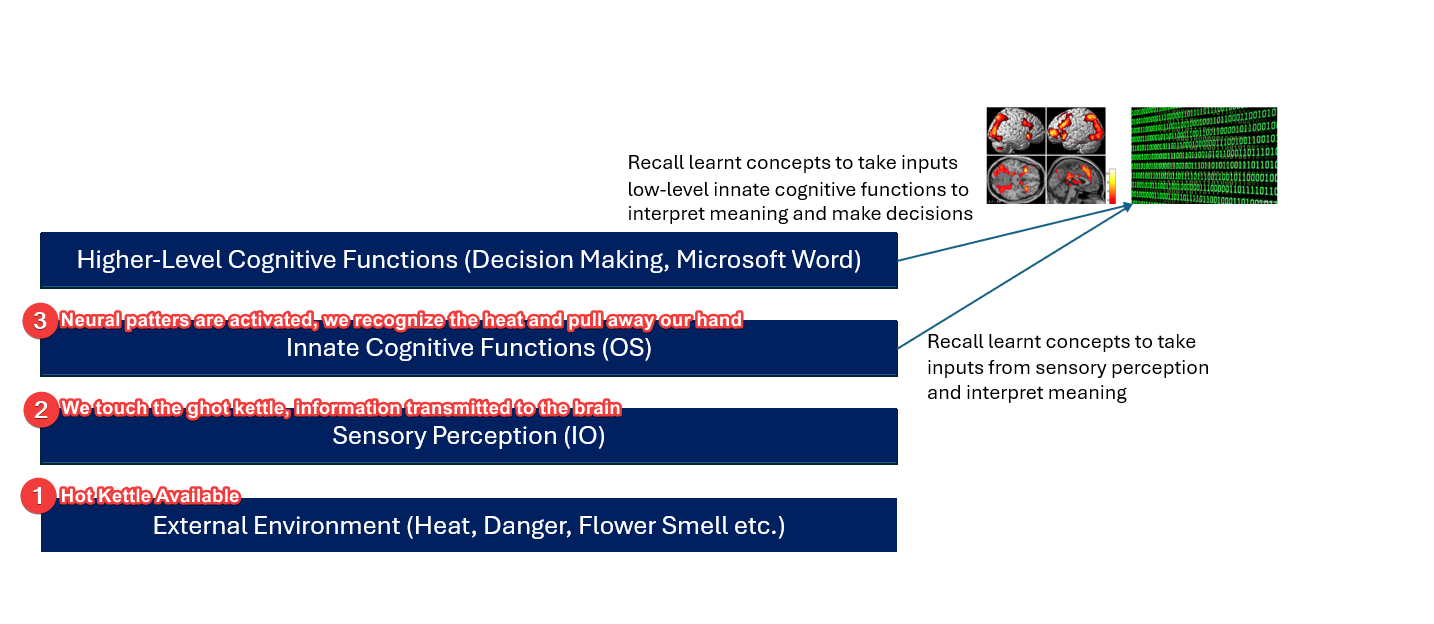 Recall learnt concepts to take inputs
low-level innate cognitive functions to
interpret meaning and make decisions
Higher-Level Cognitive Functions (Decision Making, Microsoft Word)
3 Neural patters are activated, we recognize the heat and pull away our hand
Innate Cognitive Functions (OS)
Recall learnt concepts to take
inputs from sensory perception
and interpret meaning
2 We touch the ghot kettle, information transmitted to the brain
Sensory Perception (IO)
1 Hot Kettle Available
External Environment (Heat, Danger, Flower Smell etc.)